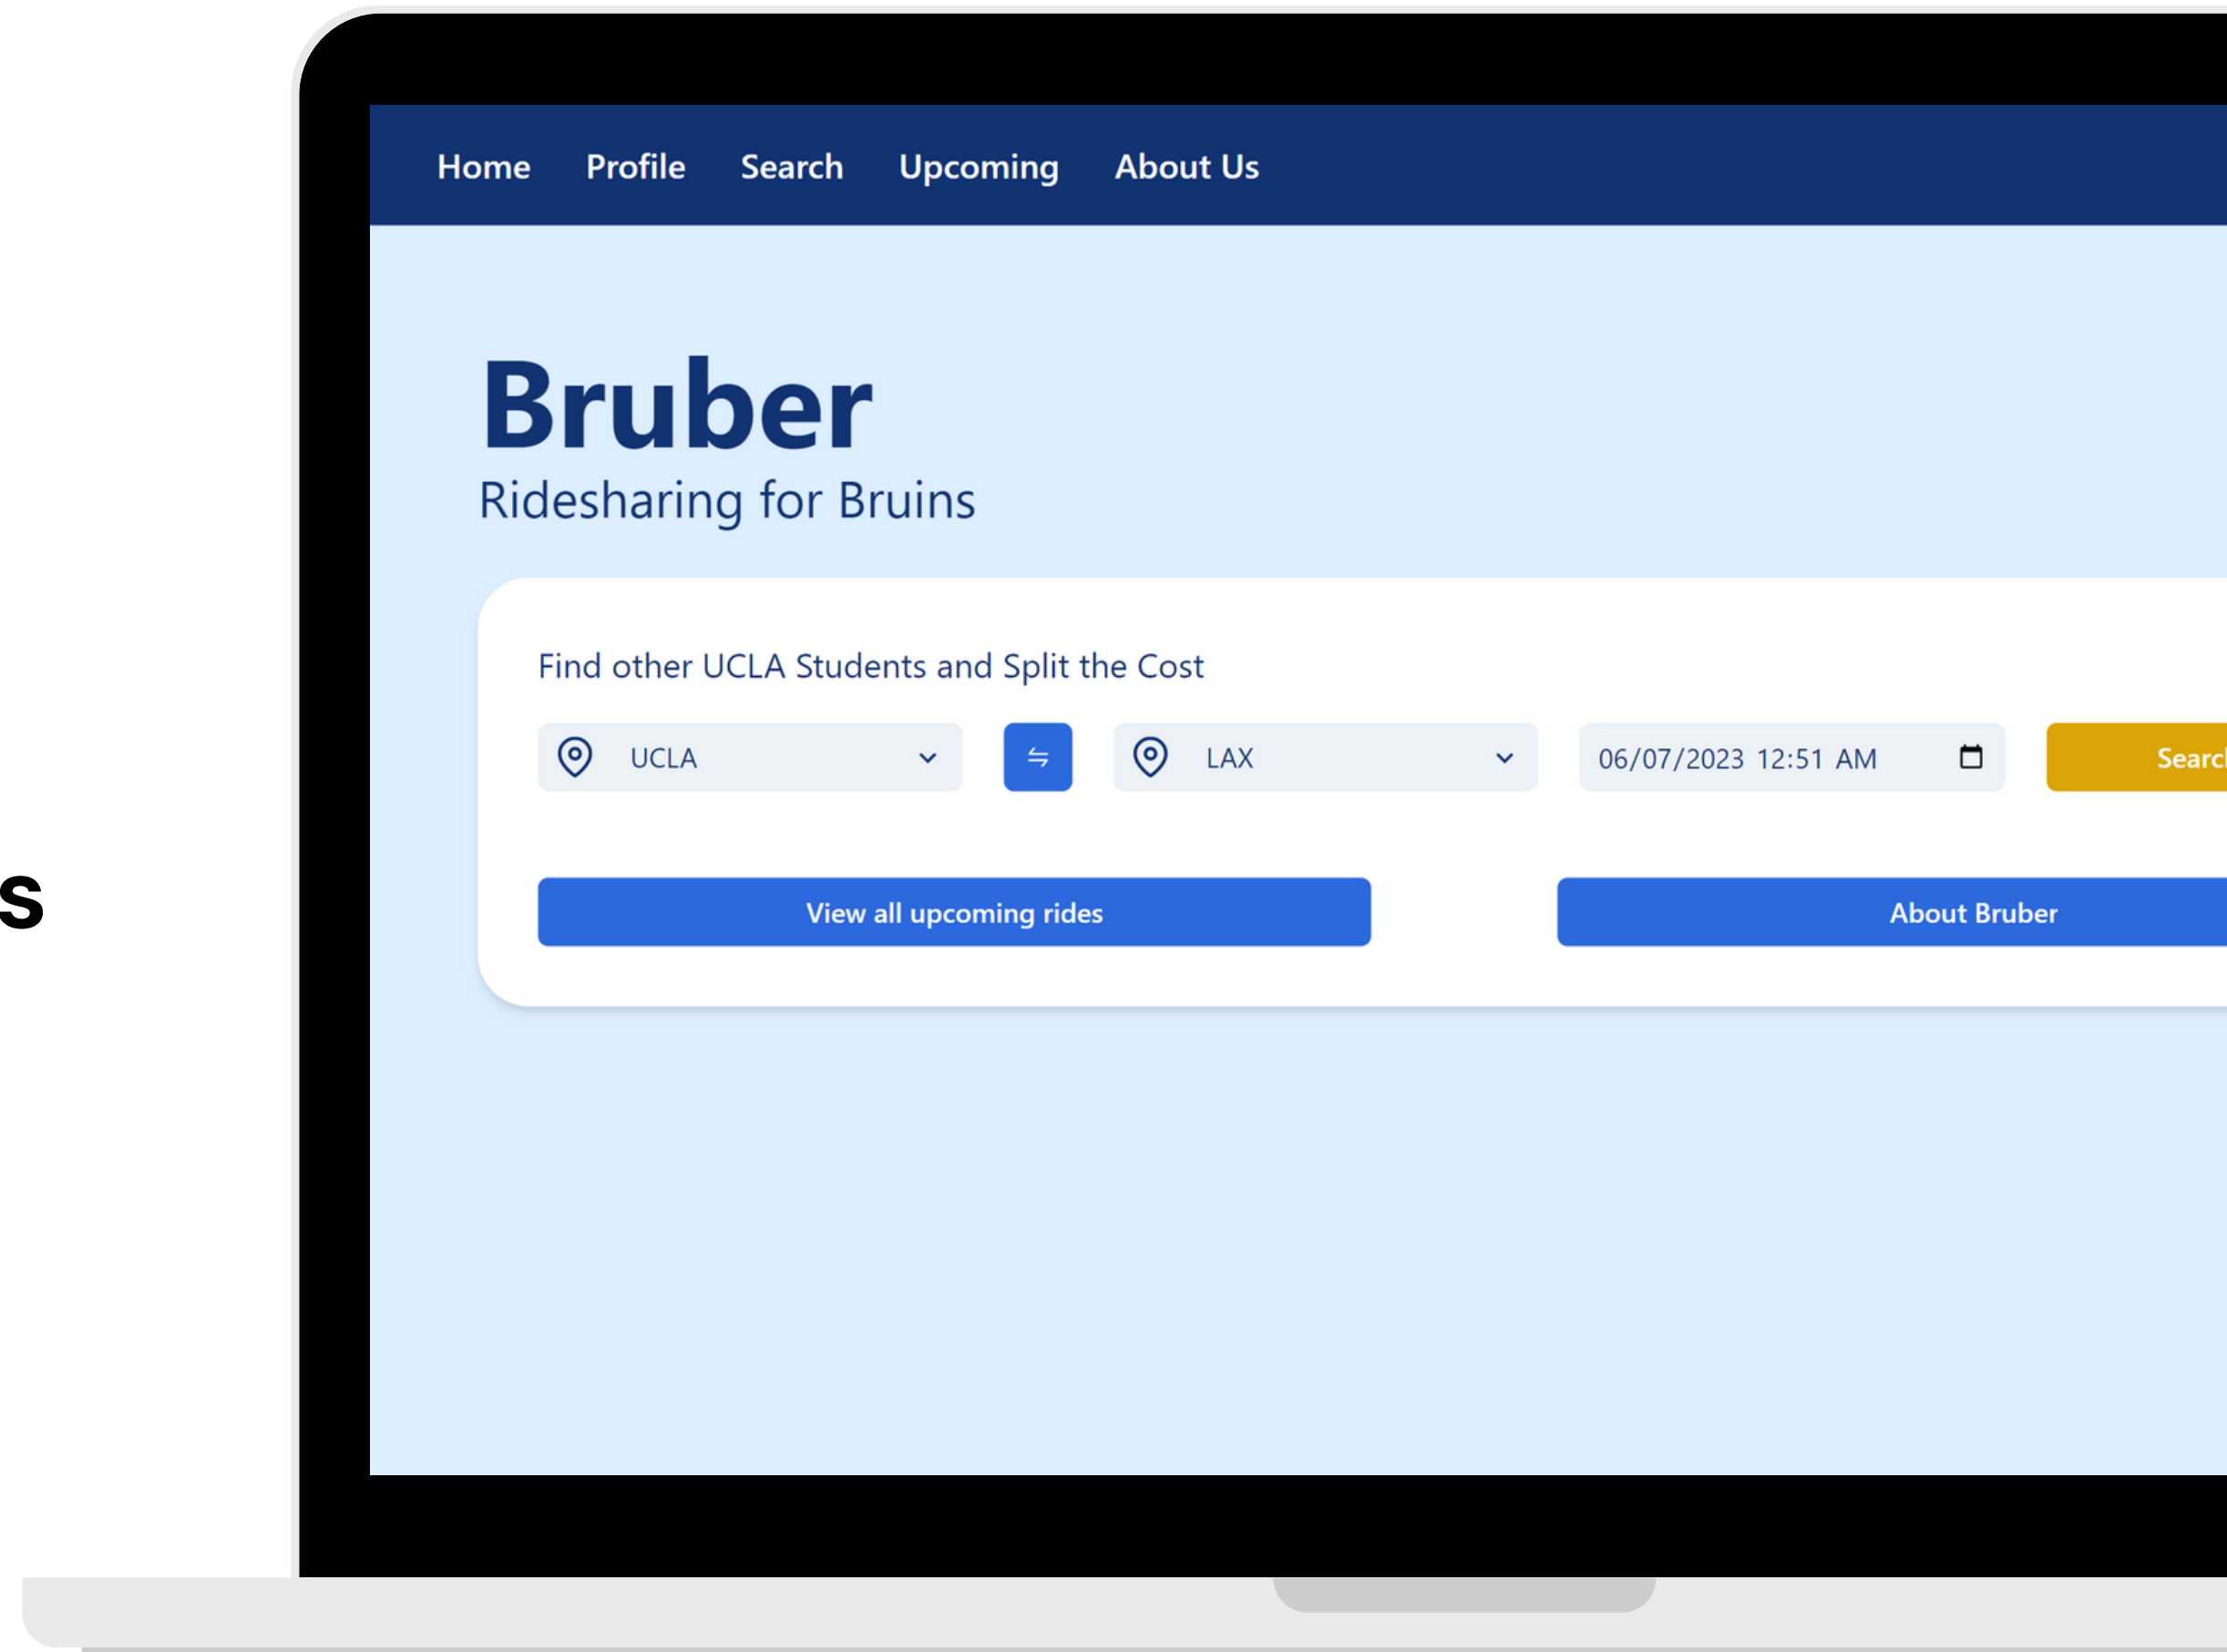 Home Profile Search Upcoming About Us
Bruber
Ridesharing for Bruins
Find other UCLA Students and Split the Cost
UCLA LAX 06/07/2023 12:51 AM
View all upcoming rides About Bruber